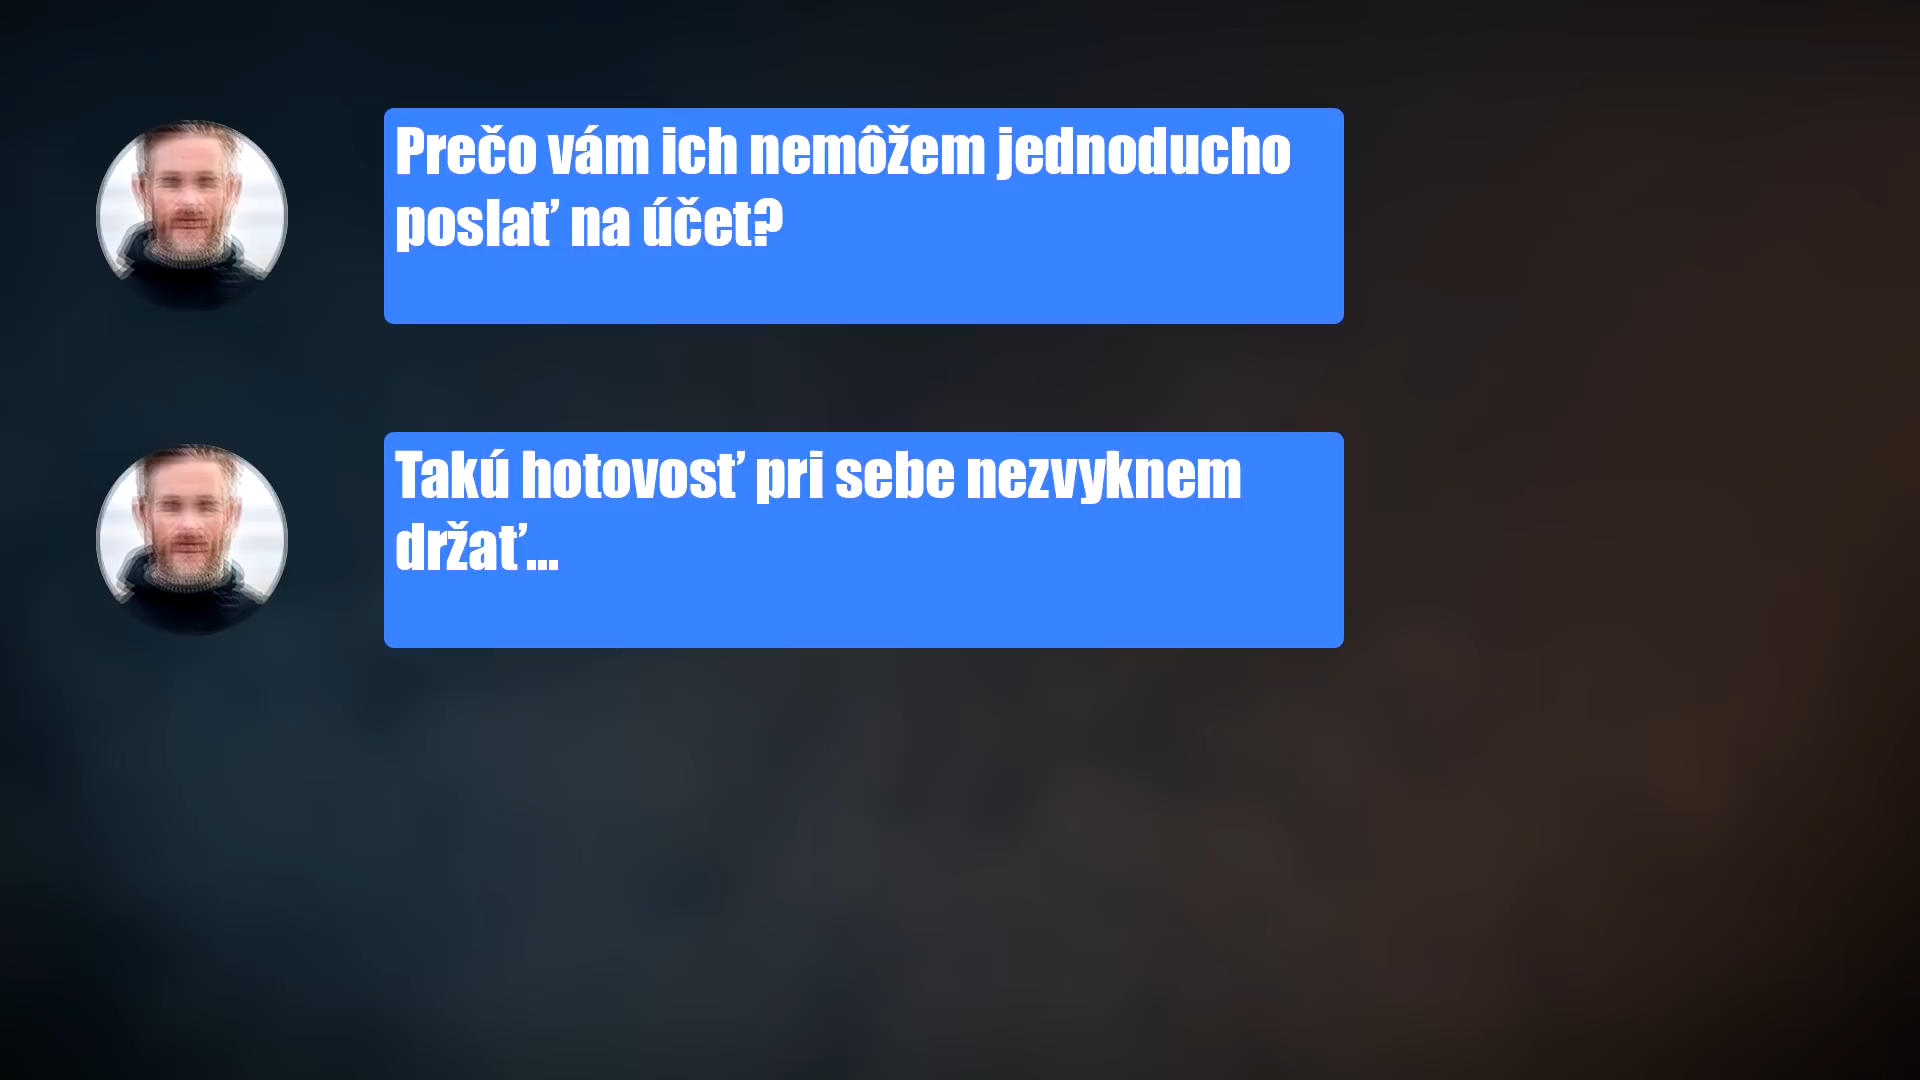 Prečo vám ich nemôžem jednoducho
poslať na účet?
Takú hotovosť pri sebe nezvyknem
držať...